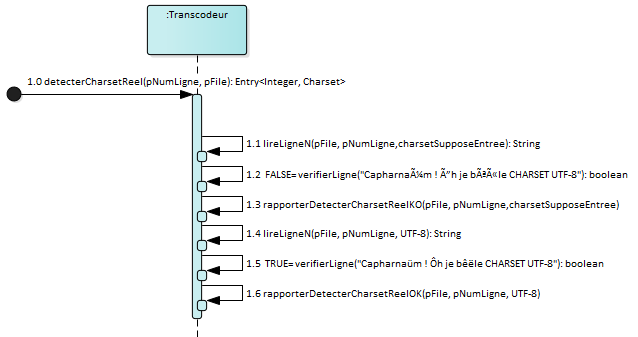 :Transcodeur
1.0 detecterCharsetReel(pNumLigne, pFile): Entry<Integer, Charset>
1.1 lireLigneN(pFile, pNumLigne,charsetSupposeEntree): String
1.2 FALSE= verifierLigne("CapharnaÃ¼m ! Ã”h je bÃªÃ«le CHARSET UTF-8"): boolean
1.3 rapporterDetecterCharsetReelKO(pFile, pNumLigne,charsetSupposeEntree)
1.4 lireLigneN(pFile, pNumLigne, UTF-8): String
1.5 TRUE= verifierLigne("Capharnaüm ! Ôh je bêële CHARSET UTF-8"): boolean
1.6 rapporterDetecterCharsetReelOK(pFile, pNumLigne, UTF-8)